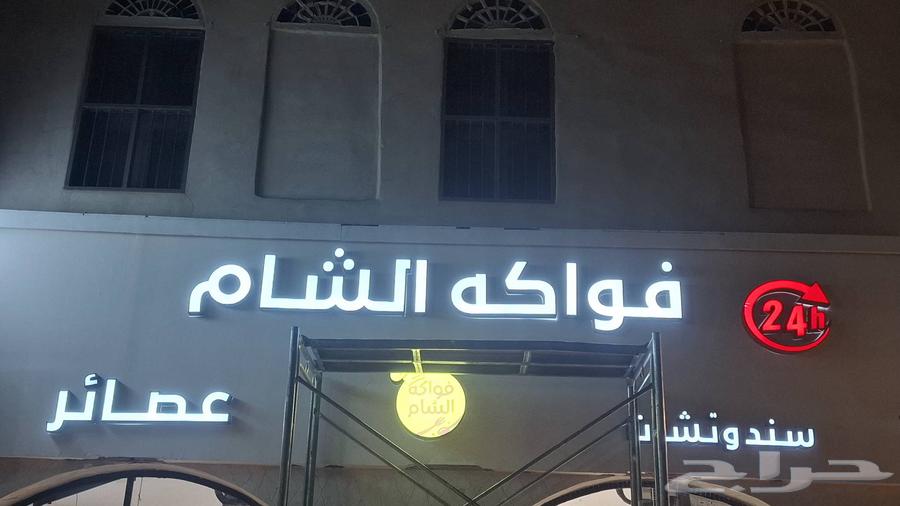 فواكه الشام
24h
سندوتشات
فواكه
الشام
عصائر
حراج